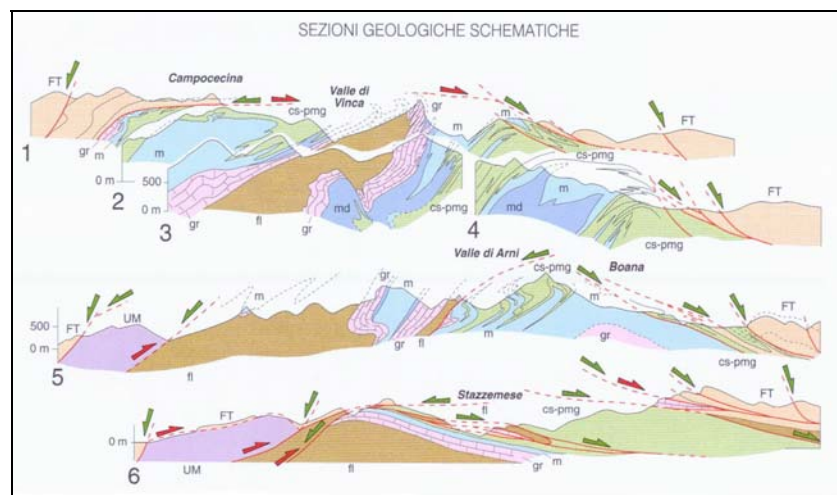 SEZIONI GEOLOGICHE SCHEMATICHE
FT
Campocecina
Valle di
Vinca
gr
cs-pmg
m
FT
1
gr
m
m
cs-pmg
0 m
2
500
0 m
3
gr
fl
gr
md
cs-pmg
4
md
m
cs-pmg
FT
Valle di Arni
cs-pmg
Boana
gr
m
m
m
500
0 m
FT
UM
5
fl
gr
fl
m
gr
cs-pmg
Stazzemese
FT
fl
cs-pmg
FT
0 m
6
UM
fl
gr
m